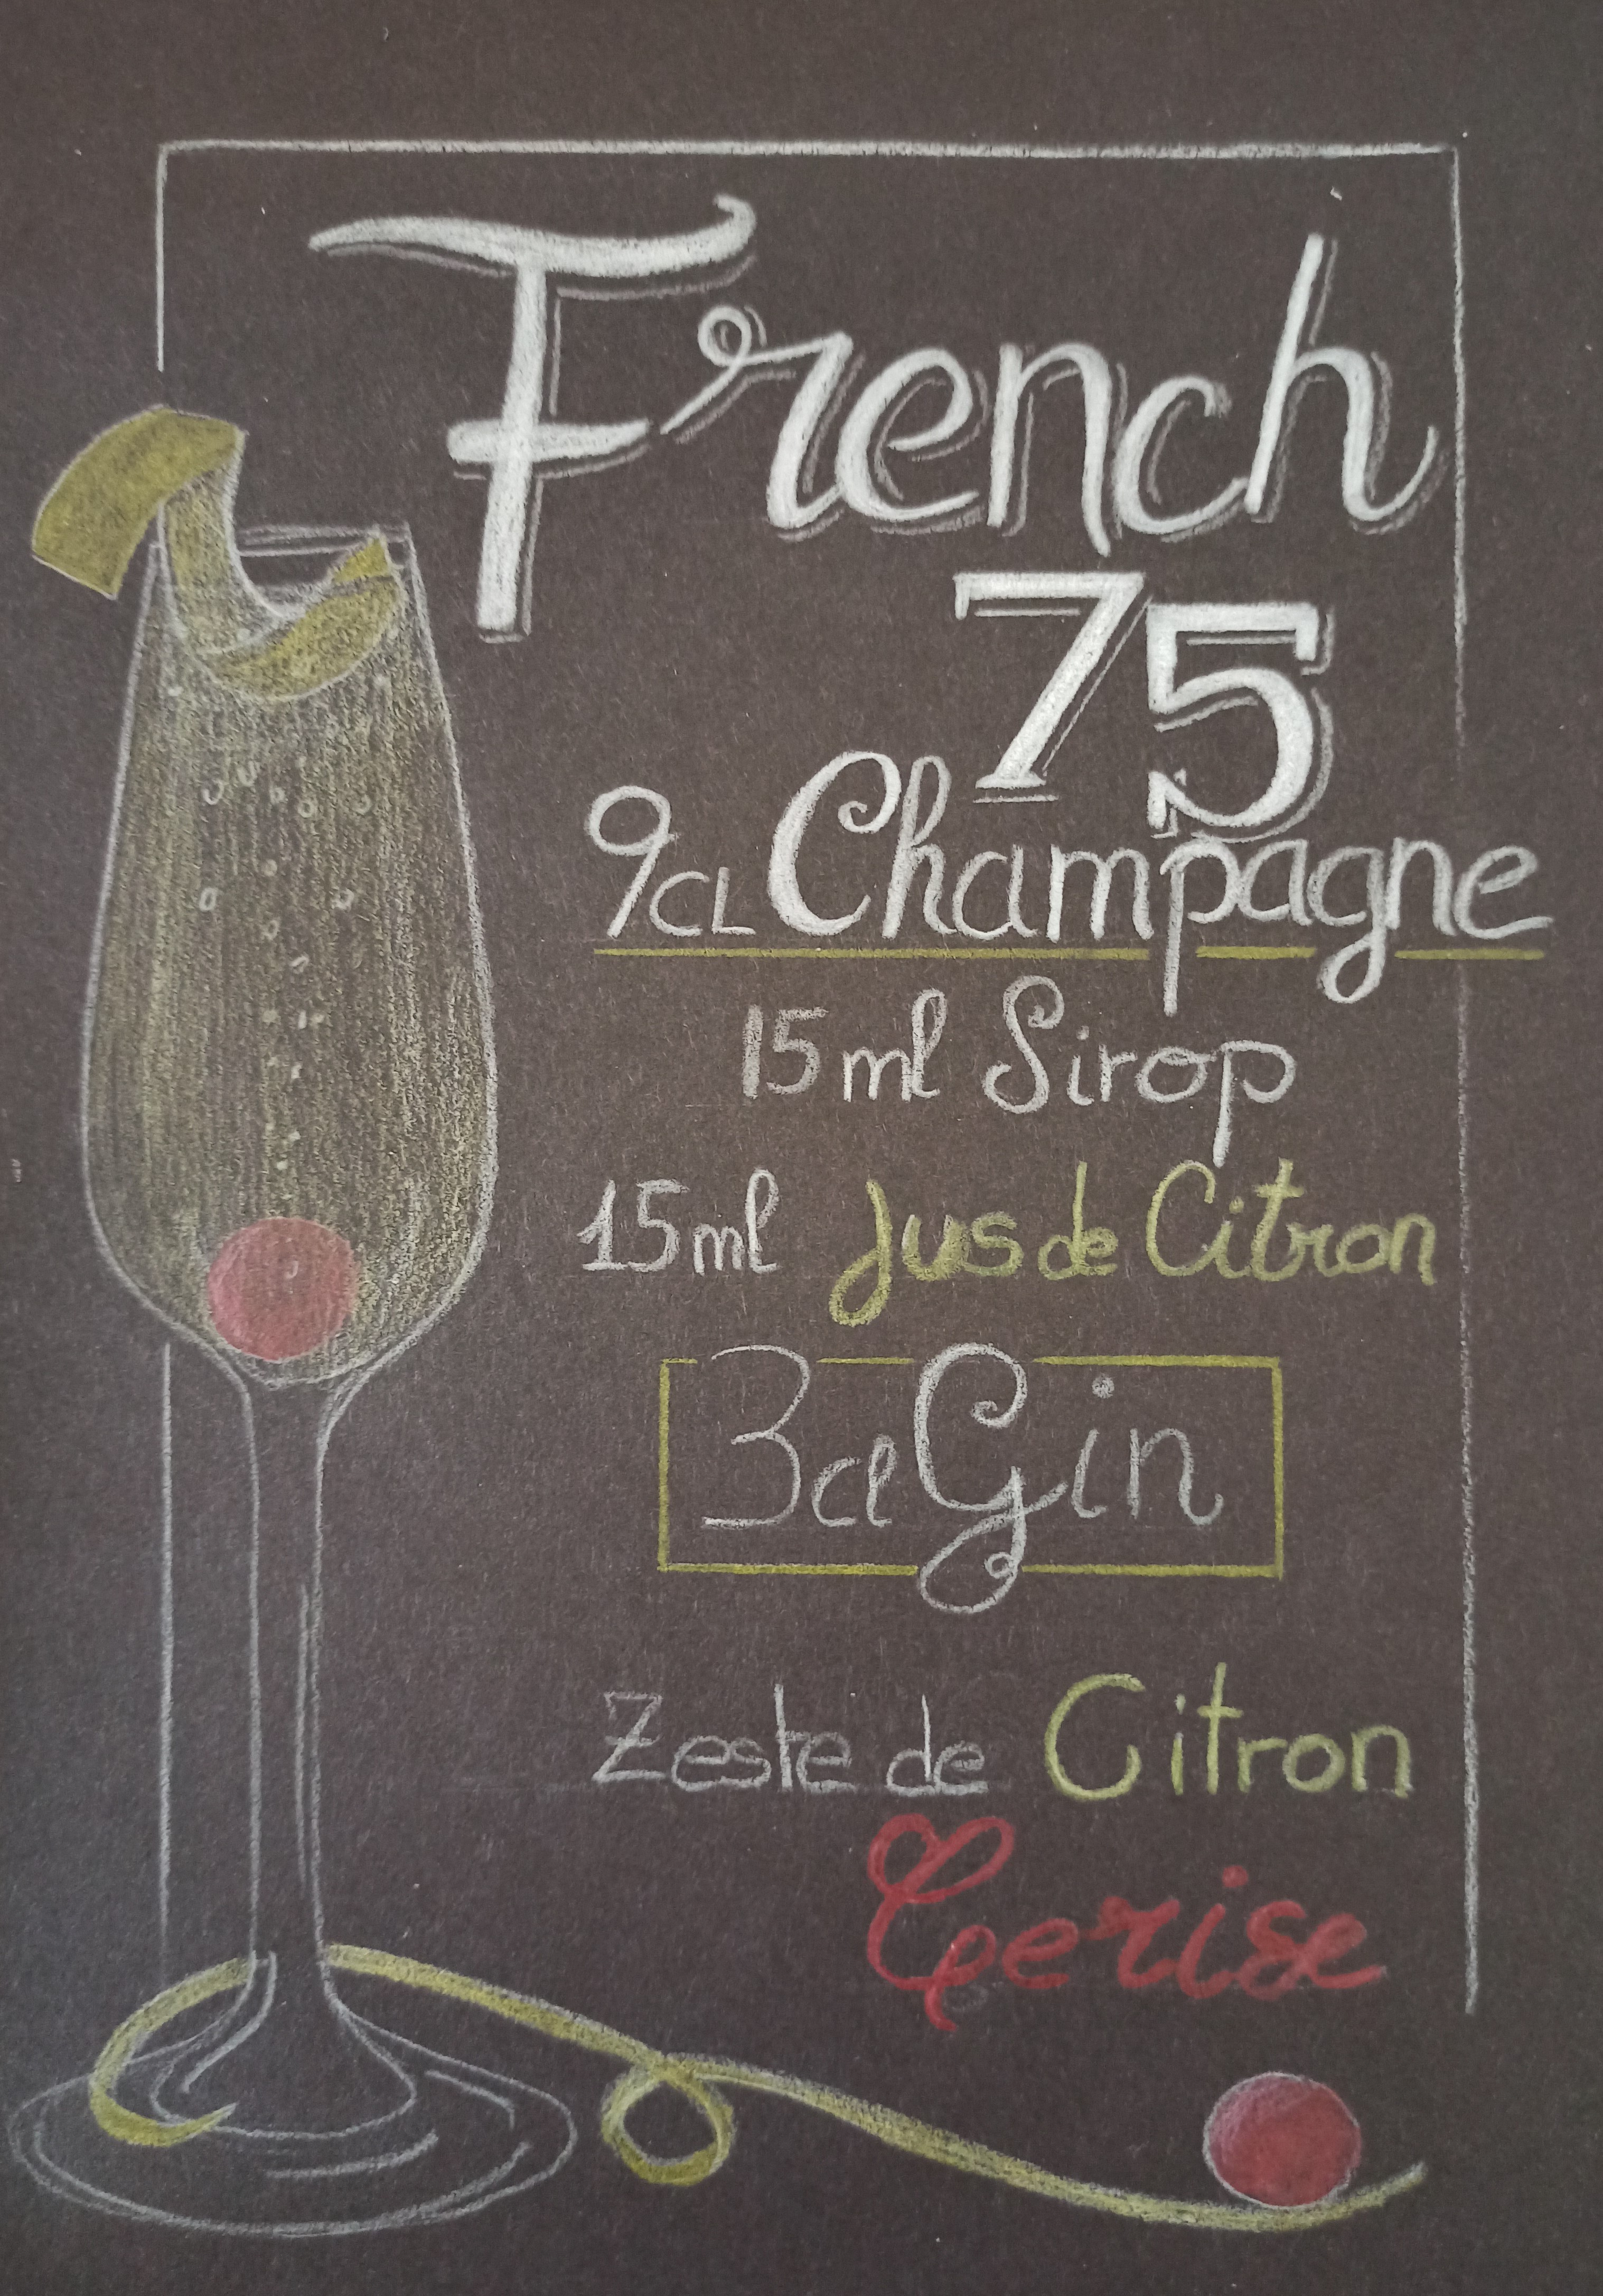 French
75
9CL Champagne
15ml Sirop
15ml Jus de Citron
3cl Gin
Zeste de Citron
Cerise